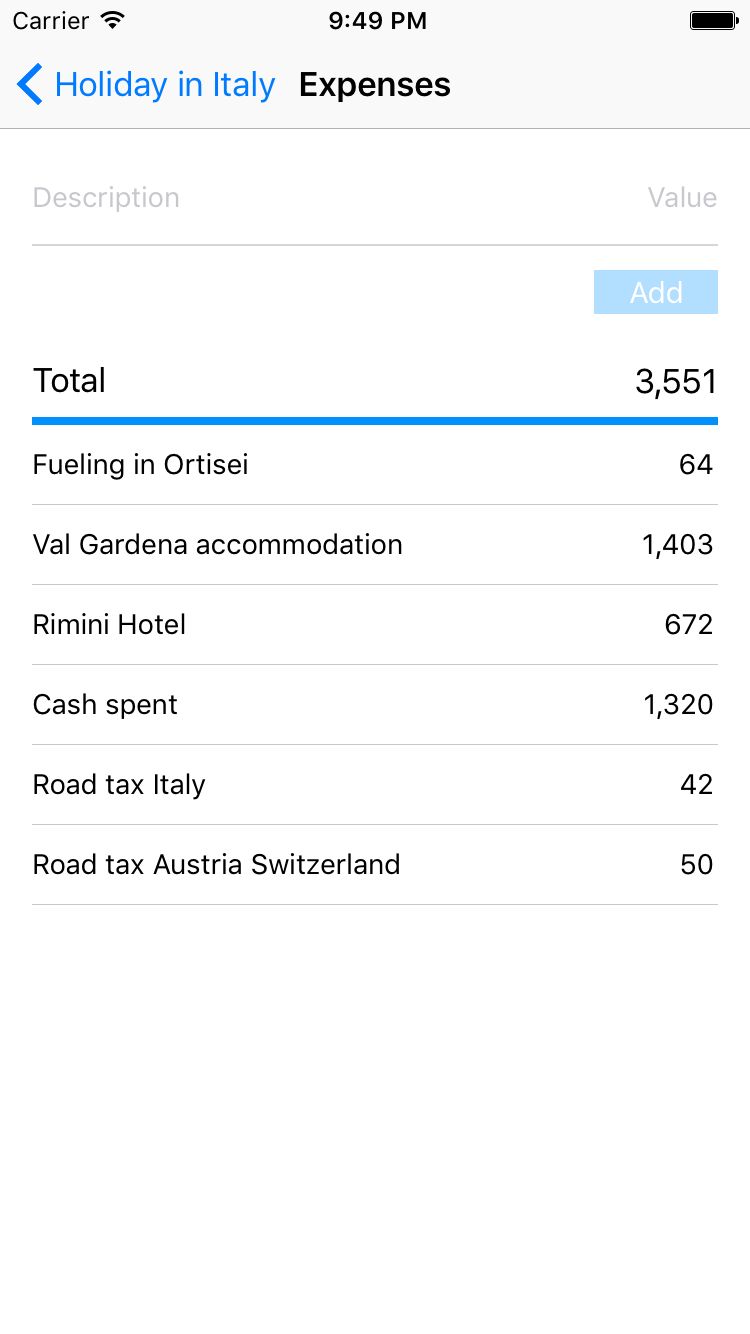 Carrier 9:49 PM
Holiday in Italy Expenses
Description Value
Add
Total 3,551
Fueling in Ortisei 64
Val Gardena accommodation 1,403
Rimini Hotel 672
Cash spent 1,320
Road tax Italy 42
Road tax Austria Switzerland 50